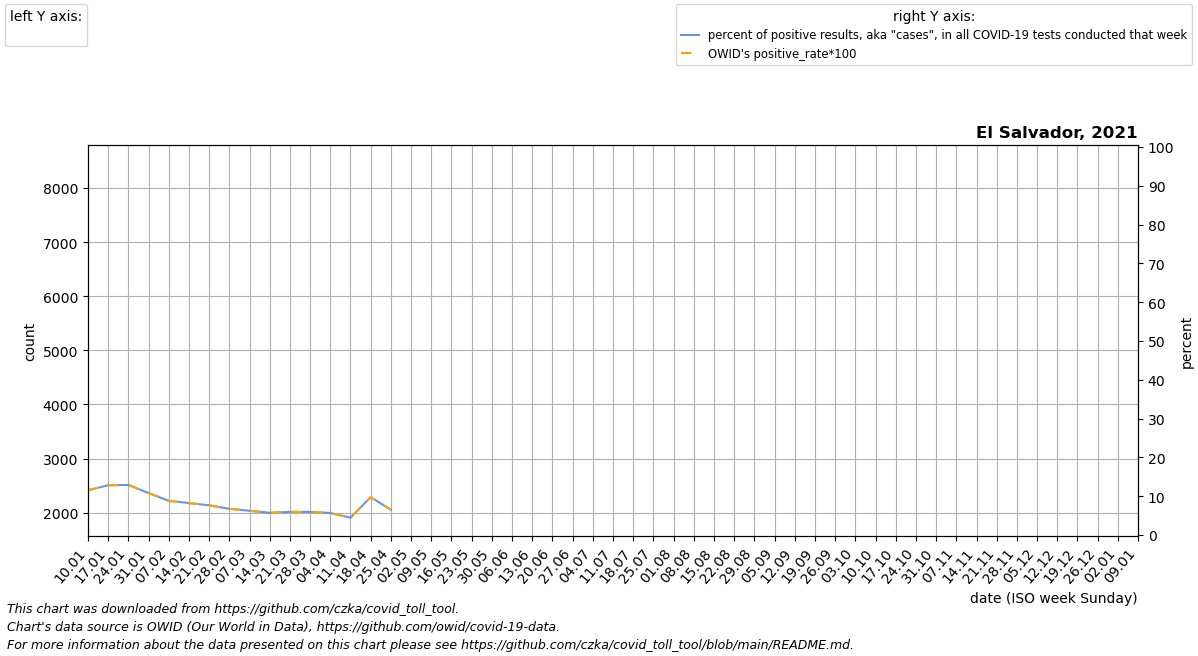 left Y axis:
right Y axis:
percent of positive results, aka "cases", in all COVID-19 tests conducted that week
OWID's positive_rate*100
El Salvador, 2021
8000
7000
6000
5000
4000
3000
2000
count
100
90
80
70
60
50
40
30
20
10
0
percent
10.01 17.01 24.01 31.01 07.02 14.02 21.02 28.02 07.03 14.03 21.03 28.03 04.04 11.04 18.04 25.04 02.05 09.05 16.05 23.05 30.05 06.06 13.06 20.06 27.06 04.07 11.07 18.07 25.07 01.08 08.08 15.08 22.08 29.08 05.09 12.09 19.09 26.09 03.10 10.10 17.10 24.10 31.10 07.11 14.11 21.11 28.11 05.12 12.12 19.12 26.12 02.01 09.01
date (ISO week Sunday)
This chart was downloaded from https://github.com/czka/covid_toll_tool.
Chart's data source is OWID (Our World in Data), https://github.com/owid/covid-19-data.
For more information about the data presented on this chart please see https://github.com/czka/covid_toll_tool/blob/main/README.md.